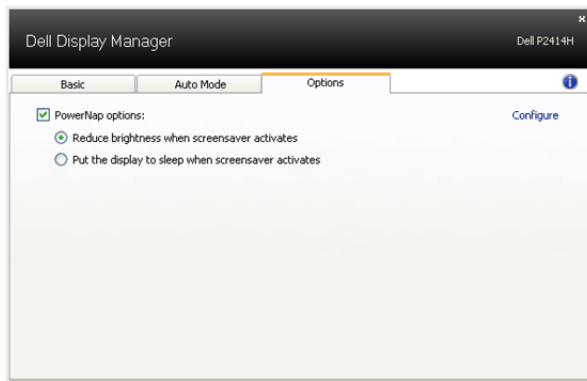 Dell Display Manager
Dell P2414H
Basic
Auto Mode
Options
PowerNap options:
Configure
Reduce brightness when screensaver activates
Put the display to sleep when screensaver activates